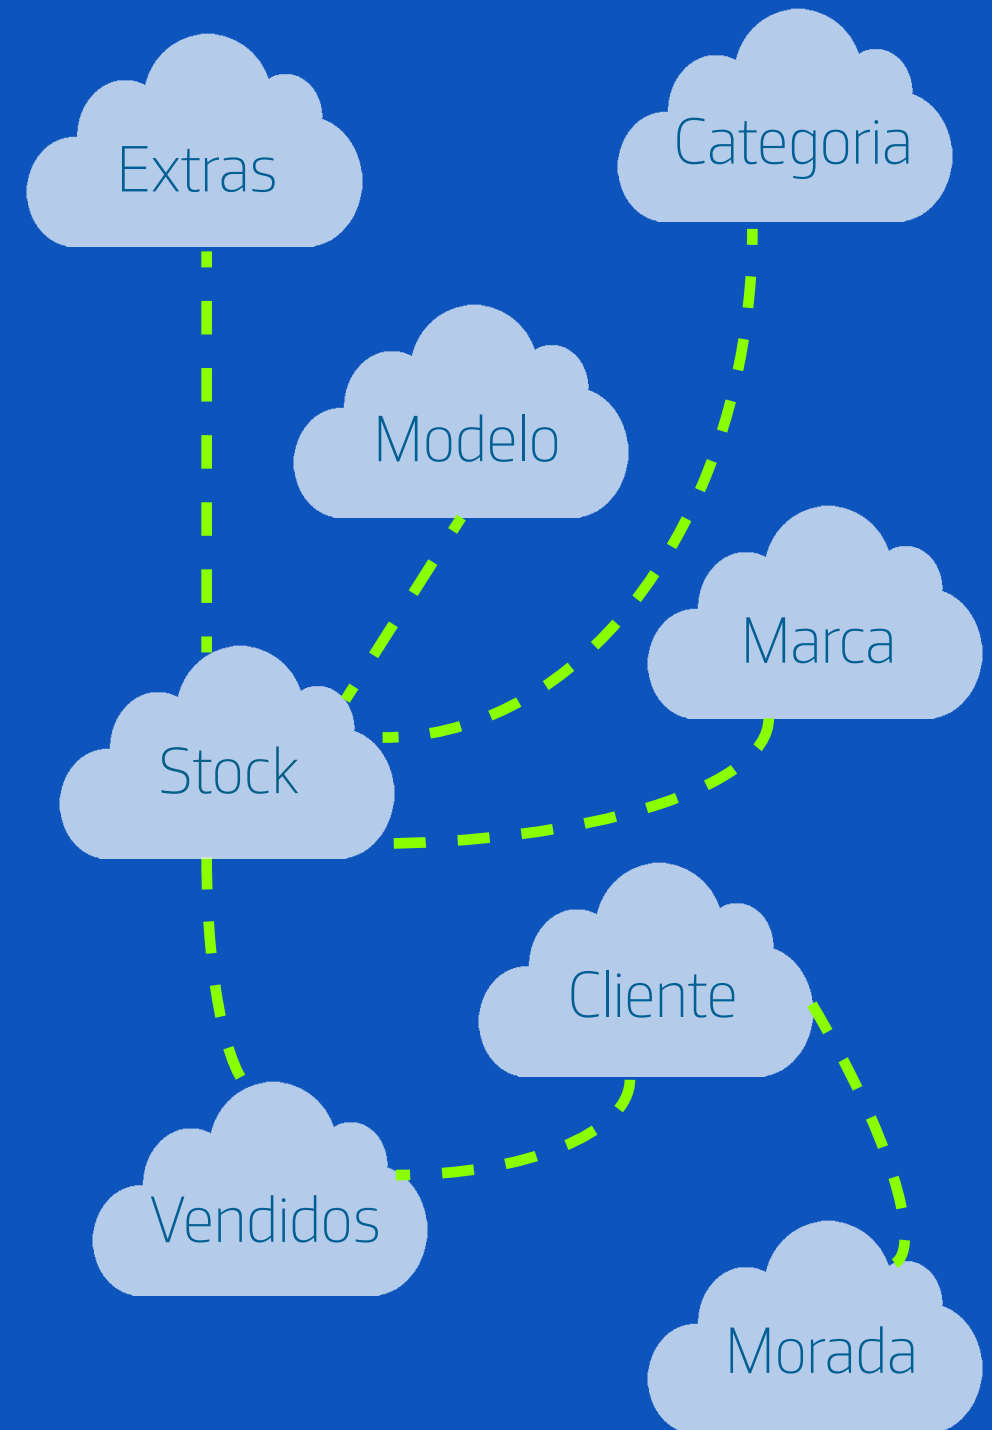 Extras
Categoria
Modelo
Marca
Stock
Cliente
Vendidos
Morada